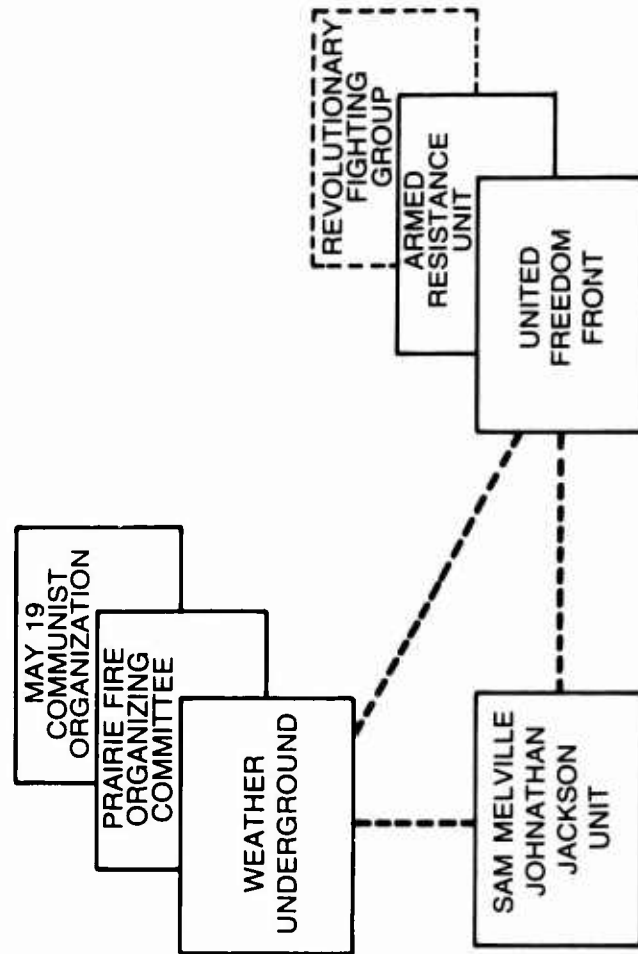 MAY 19
COMMUNIST
ORGANIZATION
PRAIRIE FIRE
ORGANIZING
COMMITTEE
WEATHER
UNDERGROUND
SAM MELVILLE
JOHNATHAN
JACKSON
UNIT
REVOLUTIONARY
FIGHTING
GROUP
ARMED
RESISTANCE
UNIT
UNITED
FREEDOM
FRONT